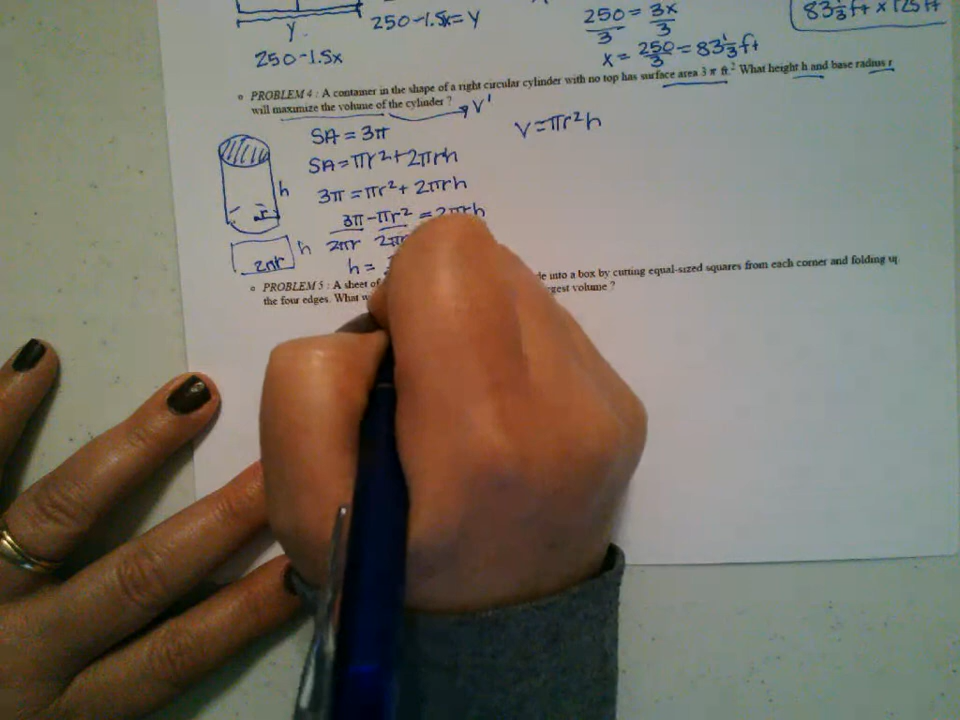 Y
250-1.5x
250-1.5x=Y
250/3 = 3x/3
x = 250/3 = 83 1/3 ft
83 1/3 ft x 125 ft
PROBLEM 4 : A container in the shape of a right circular cylinder with no top has surface area 3 π ft.² What height h and base radius r
will maximize the volume of the cylinder ?
V'
SA = 3π
SA = πr²+2πrh
3π = πr²+ 2πrh
3π-πr² = 2πrh
2πr
h =
V=πr²h
h
r
h
2πr
PROBLEM 5 : A sheet of into a box by cutting equal-sized squares from each corner and folding up
the four edges. What volume ?